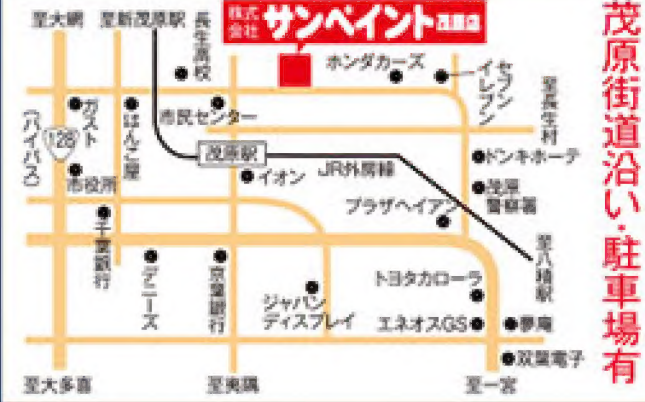 株式会社 サンペイント 茂原店
茂原街道沿い・駐車場有
至大網
至新茂原駅
長生高校
ホンダカーズ
セブンイレブン
至長生村
ガスト
はんこ屋
市民センター
128
(バイパス)
茂原駅
JR外房線
ドンキホーテ
市役所
イオン
茂原警察署
プラザヘイアン
千葉銀行
デニーズ
京葉銀行
ジャパンディスプレイ
トヨタカローラ
至八積駅
エネオスGS
夢庵
双葉電子
至大多喜
至夷隅
至一宮